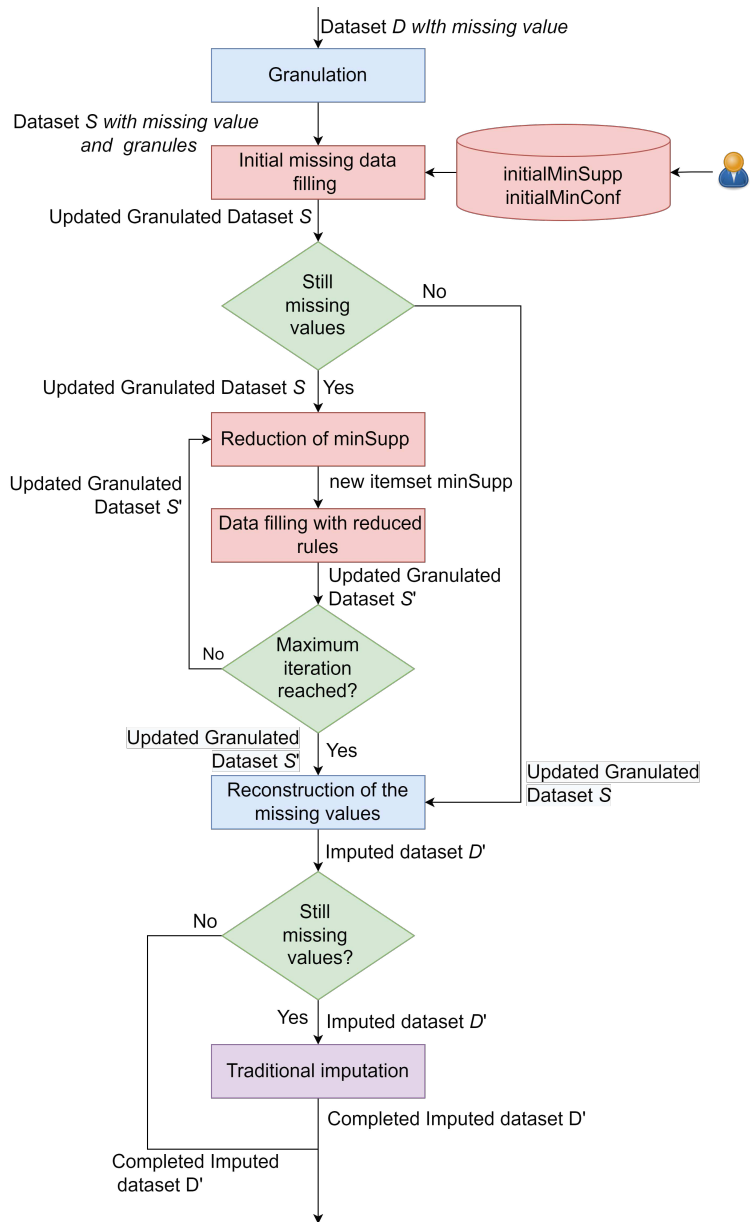 Dataset D wIth missing value
Granulation
Dataset S with missing value
and granules
Initial missing data
filling
initialMinSupp
initialMinConf
Updated Granulated Dataset S
Still
missing
values
No
Updated Granulated Dataset S
Yes
Reduction of minSupp
Updated Granulated
Dataset S'
new itemset minSupp
Data filling with reduced
rules
Updated Granulated
Dataset S'
Maximum
iteration
reached?
No
Updated Granulated
Dataset S'
Yes
Updated Granulated
Dataset S
Reconstruction of the
missing values
Imputed dataset D'
Still
missing
values?
No
Yes
Imputed dataset D'
Traditional imputation
Completed Imputed dataset D'
Completed Imputed
dataset D'